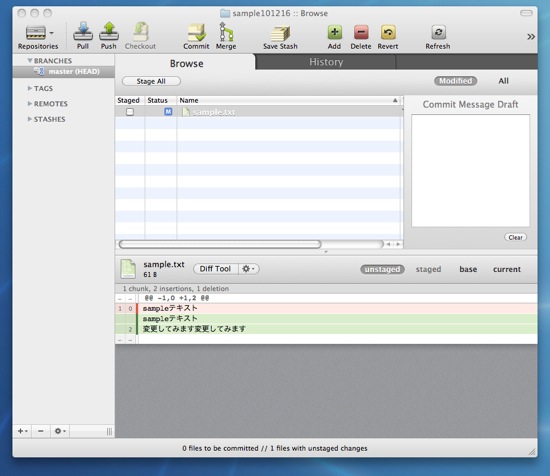 sample101216 :: Browse
Repositories Pull Push Checkout Commit Merge Save Stash Add Delete Revert Refresh
BRANCHES
master (HEAD)
TAGS
REMOTES
STASHES
Browse History
Stage All Modified All
Staged Status Name
M sample.txt
Commit Message Draft
Clear
sample.txt
61 B
Diff Tool unstaged staged base current
1 chunk, 2 insertions, 1 deletion
... ... @@ -1,0 +1,2 @@
1 0 sampleテキスト
sampleテキスト
2 変更してみます変更してみます
0 files to be committed // 1 files with unstaged changes